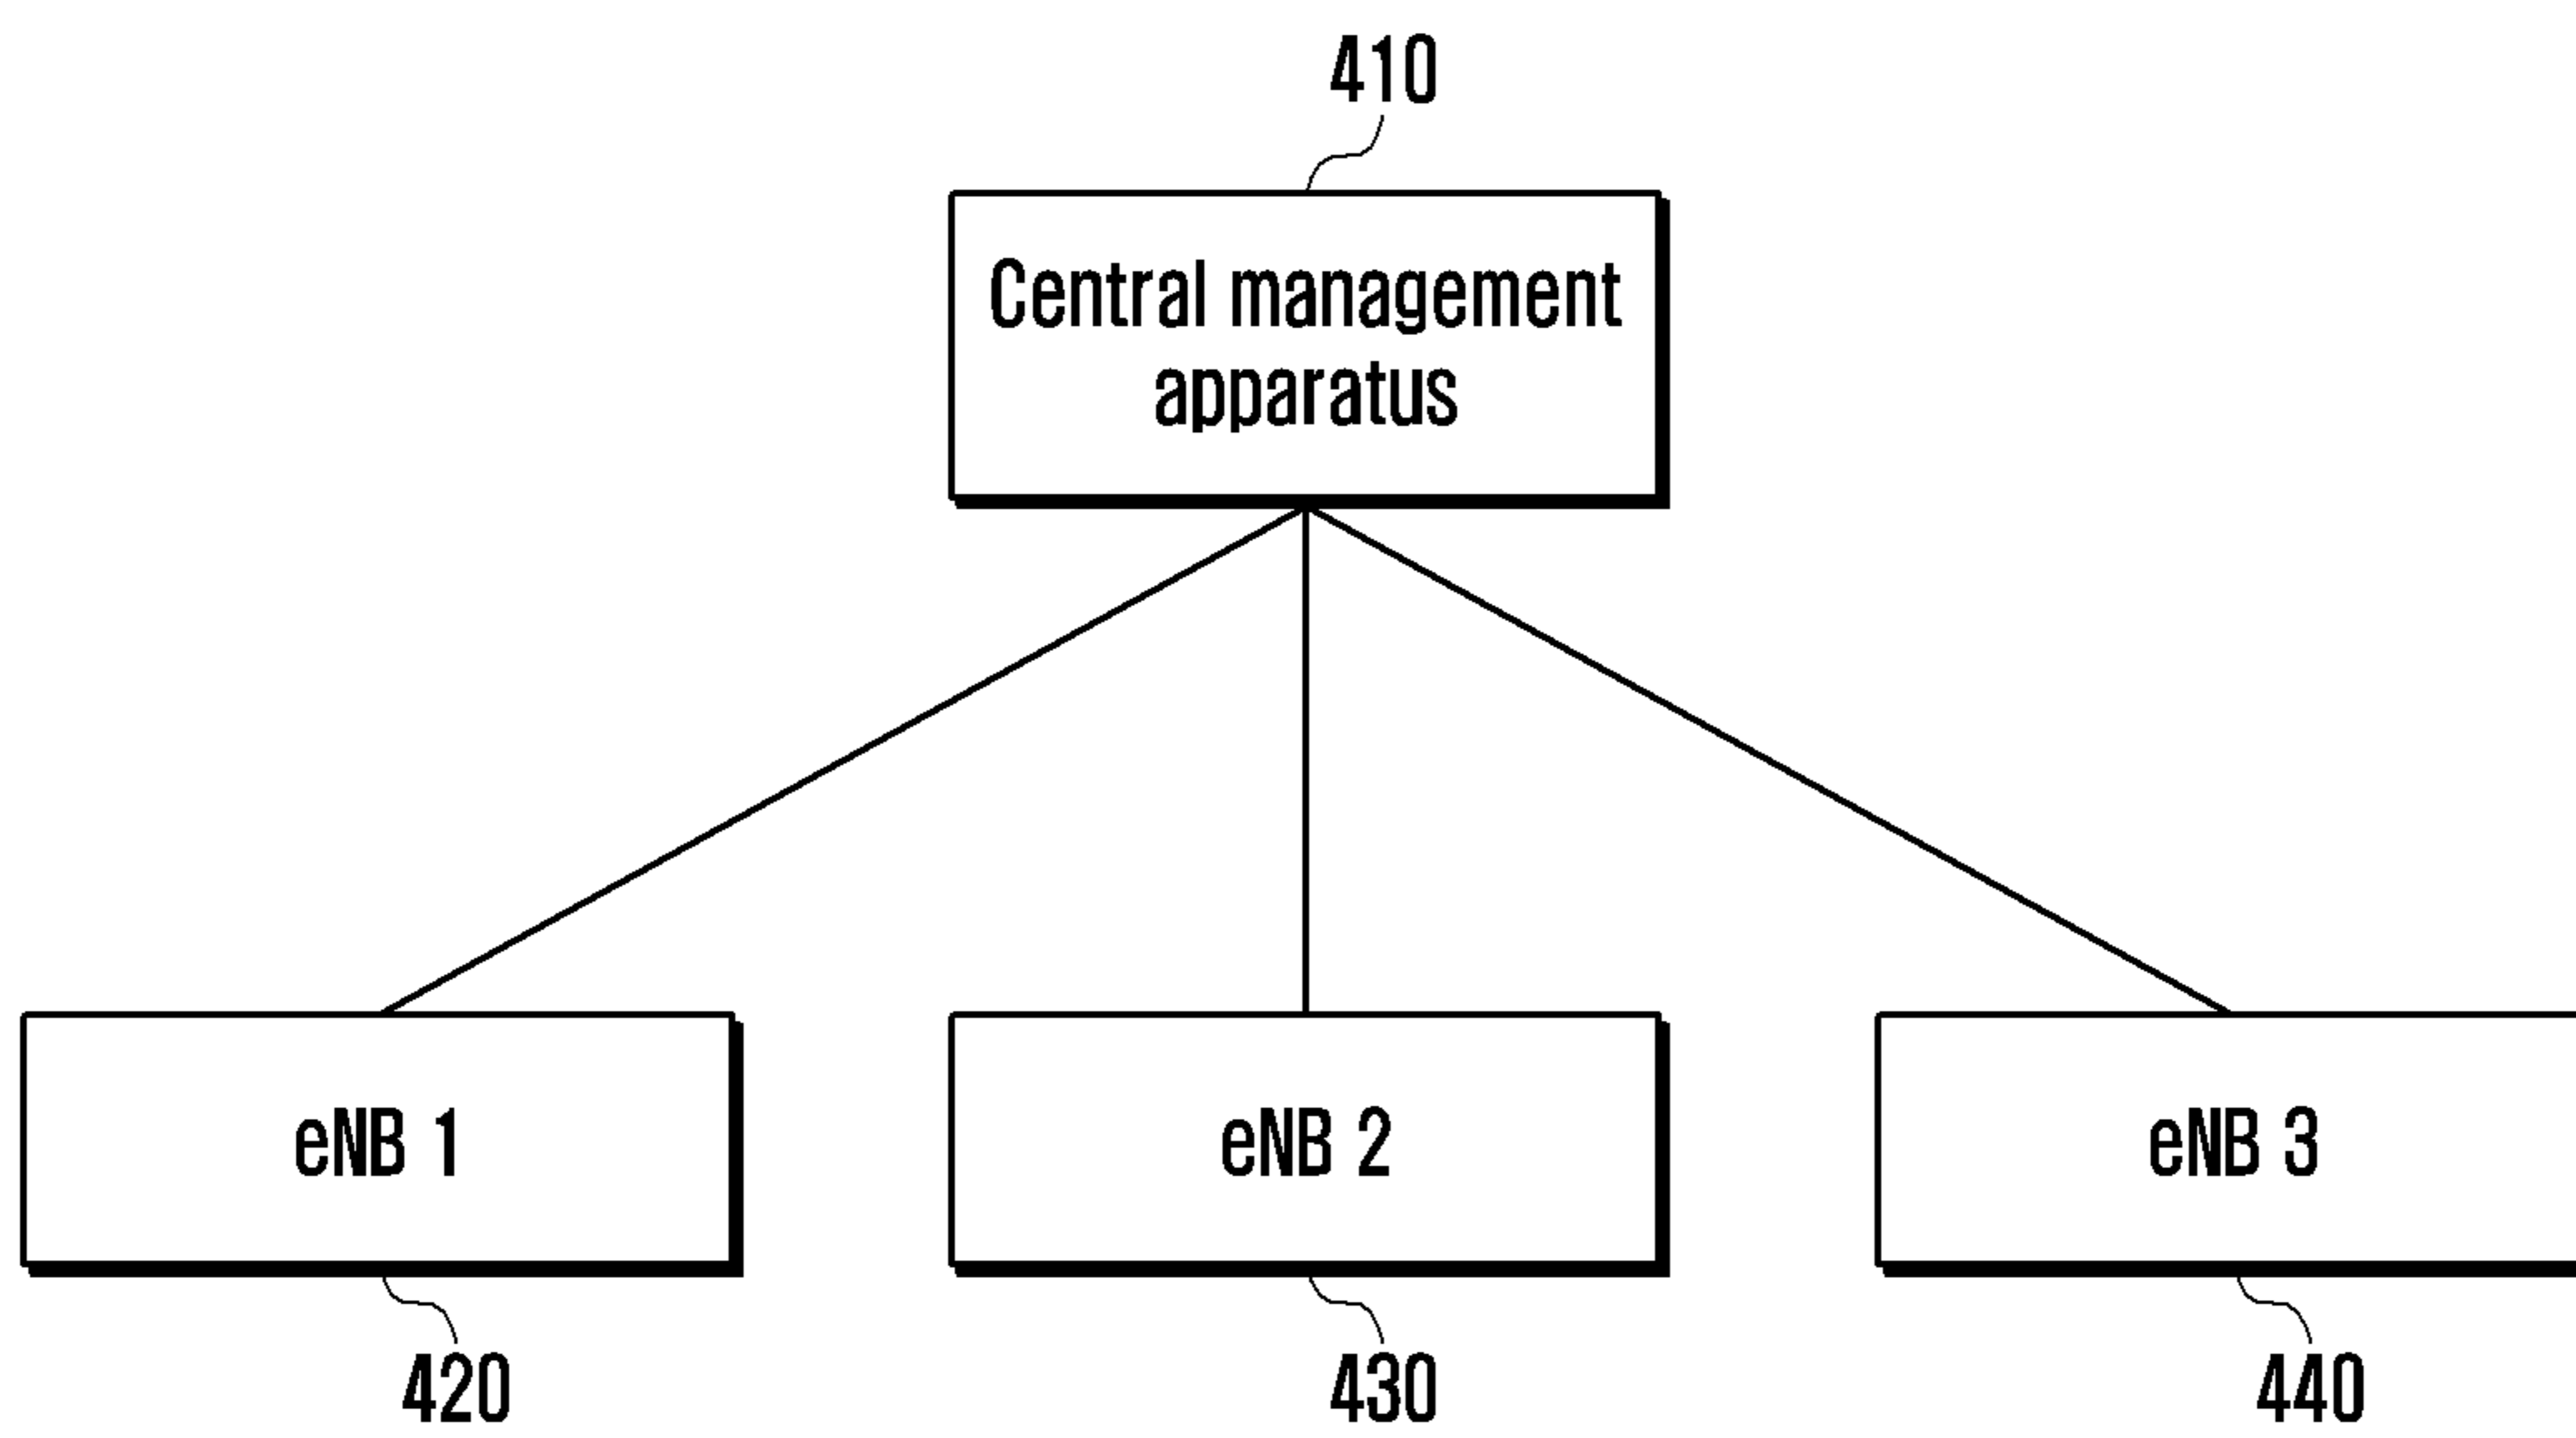 410
Central management
apparatus
eNB 1
eNB 2
eNB 3
420
430
440